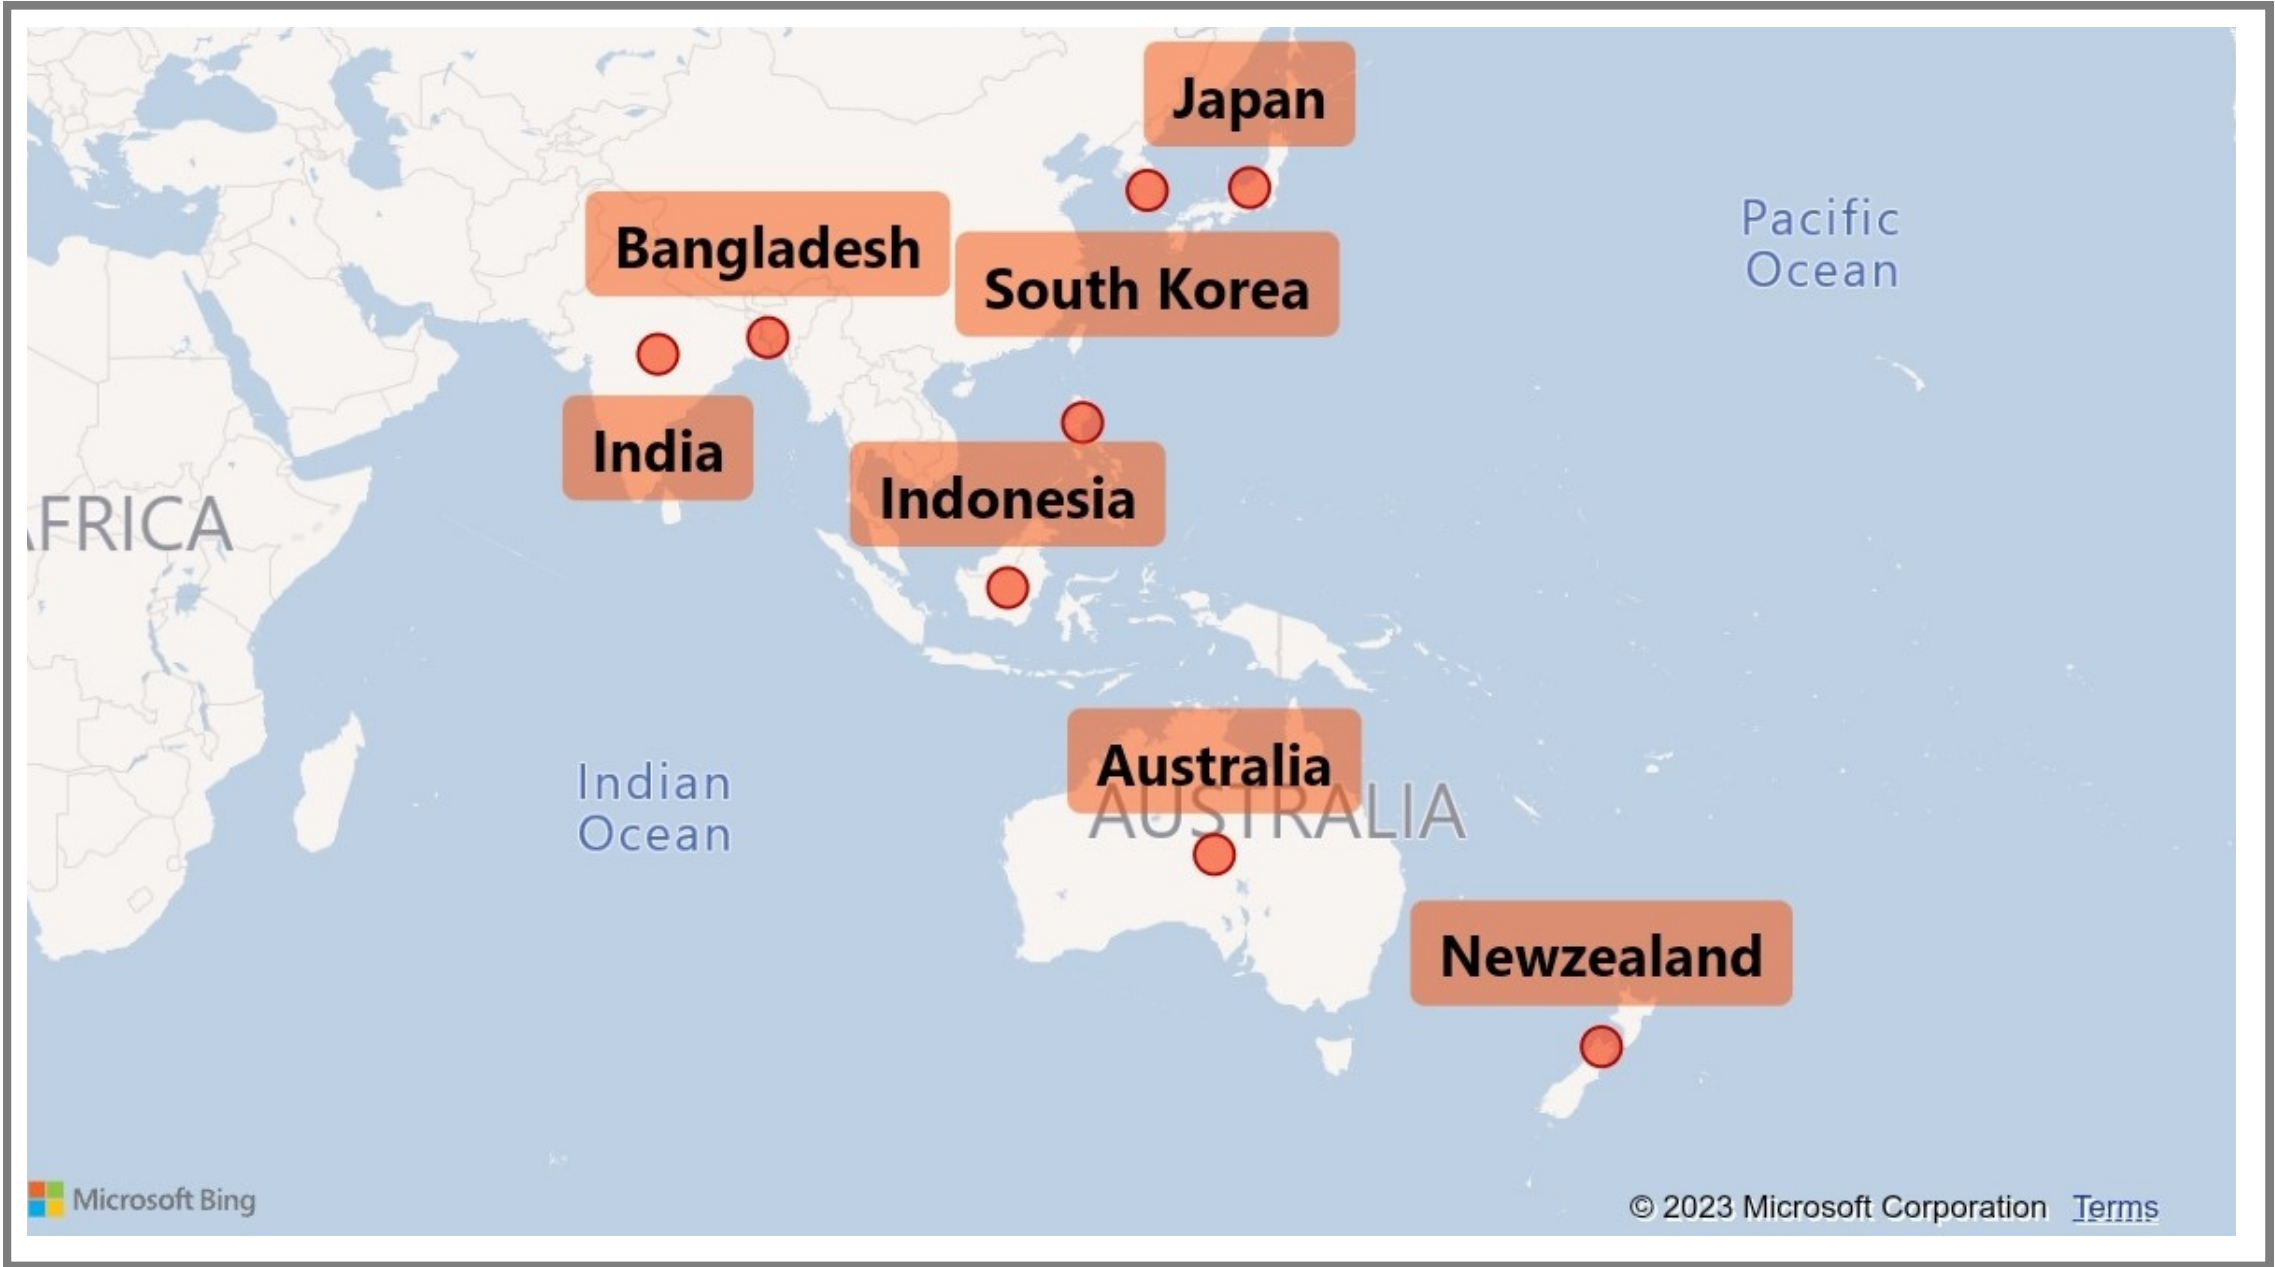 Japan
Bangladesh
South Korea
Pacific
Ocean
India
Indonesia
AFRICA
Australia
AUSTRALIA
Indian
Ocean
Newzealand
Microsoft Bing
© 2023 Microsoft Corporation Terms